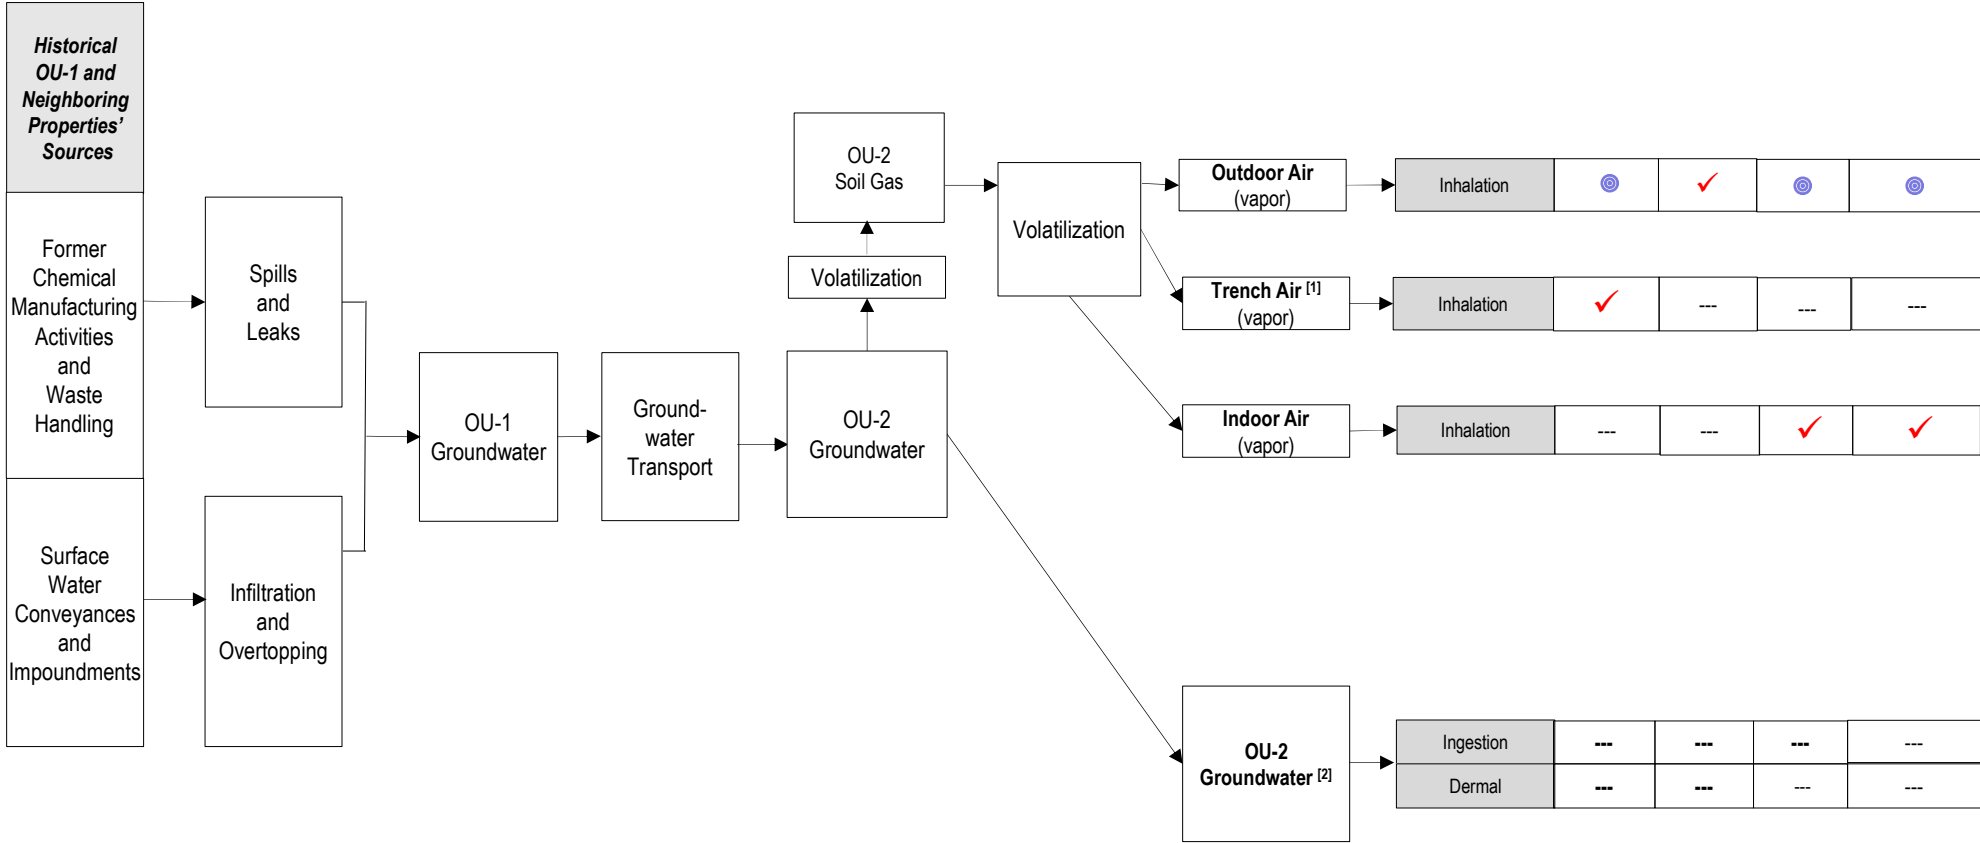 Historical
OU-1 and
Neighboring
Properties’
Sources
Former
Chemical
Manufacturing
Activities
and
Waste
Handling
Surface
Water
Conveyances
and
Impoundments
Spills
and
Leaks
Infiltration
and
Overtopping
OU-1
Groundwater
Ground-
water
Transport
OU-2
Groundwater
Volatilization
OU-2
Soil Gas
Volatilization
Outdoor Air
(vapor)
Inhalation
Trench Air [1]
(vapor)
Inhalation
--- --- ---
Indoor Air
(vapor)
Inhalation
--- ---
OU-2
Groundwater [2]
Ingestion
--- --- --- ---
Dermal
--- --- --- ---